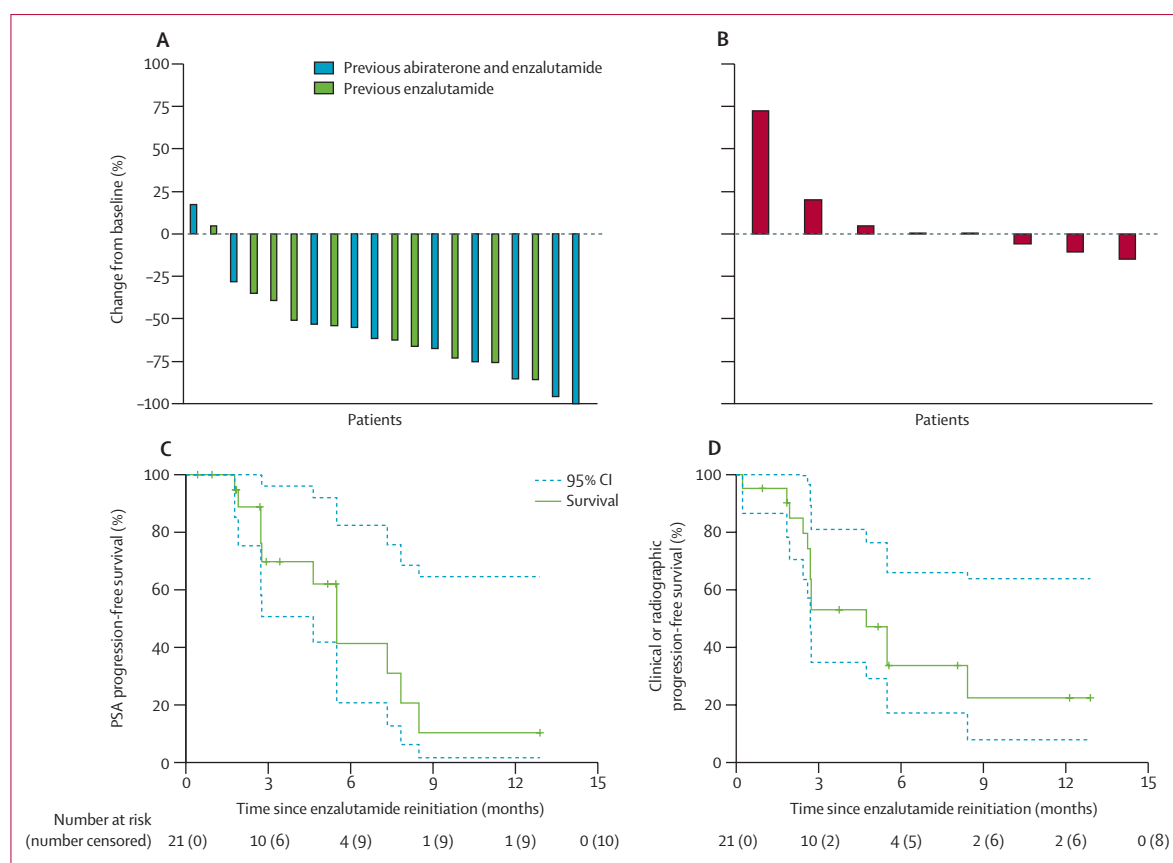 A
100
75
50
25
0
–25
–50
–75
–100
Change from baseline (%)
Previous abiraterone and enzalutamide
Previous enzalutamide
Patients
B
Patients
C
100
80
60
40
20
0
PSA progression-free survival (%)
95% CI
Survival
0 3 6 9 12 15
Time since enzalutamide reinitiation (months)
Number at risk
(number censored)
21 (0) 10 (6) 4 (9) 1 (9) 1 (9) 0 (10)
D
100
80
60
40
20
0
Clinical or radiographic
progression-free survival (%)
0 3 6 9 12 15
Time since enzalutamide reinitiation (months)
21 (0) 10 (2) 4 (5) 2 (6) 2 (6) 0 (8)